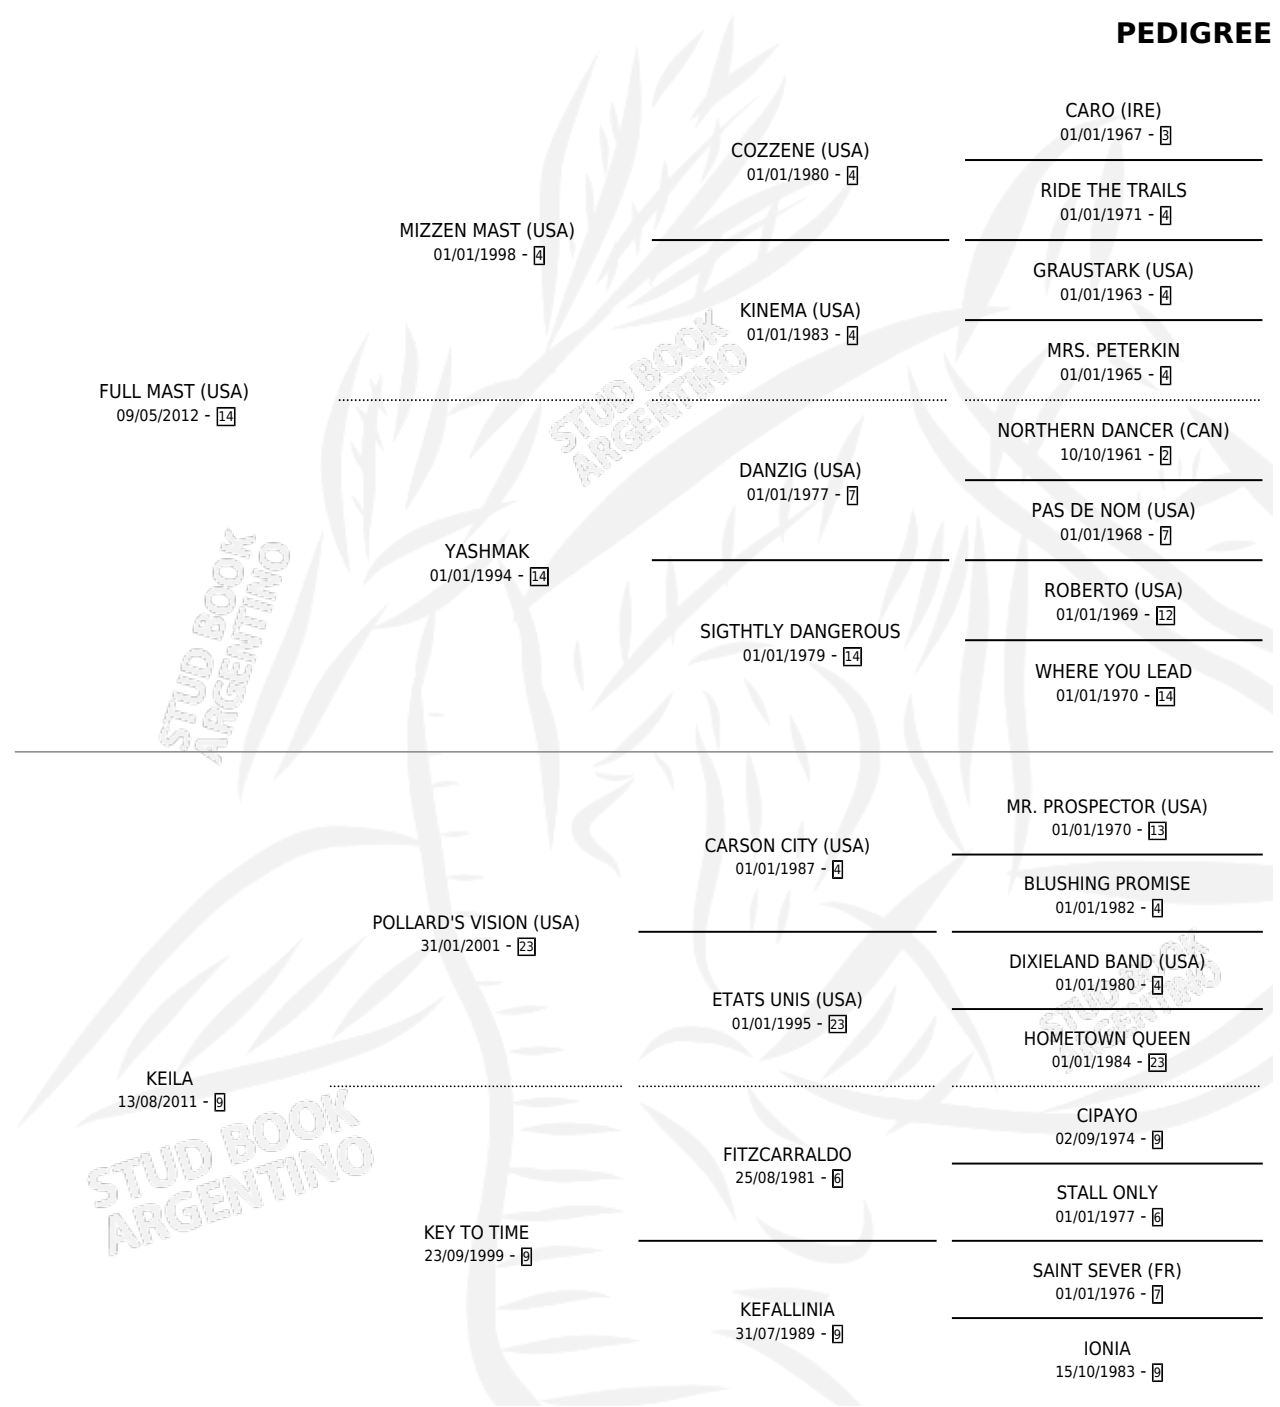 PEDIGREE
CARO (IRE)
01/01/1967 - 3
COZZENE (USA)
01/01/1980 - 4
RIDE THE TRAILS
01/01/1971 - 4
MIZZEN MAST (USA)
01/01/1998 - 4
GRAUSTARK (USA)
01/01/1963 - 4
KINEMA (USA)
01/01/1983 - 4
MRS. PETERKIN
01/01/1965 - 4
FULL MAST (USA)
09/05/2012 - 14
STUD BOOK
ARGENTINO
NORTHERN DANCER (CAN)
10/10/1961 - 2
DANZIG (USA)
01/01/1977 - 7
PAS DE NOM (USA)
01/01/1968 - 7
YASHMAK
01/01/1994 - 14
ROBERTO (USA)
01/01/1969 - 12
SIGTHTLY DANGEROUS
01/01/1979 - 14
WHERE YOU LEAD
01/01/1970 - 14
STUD BOOK
ARGENTINO
MR. PROSPECTOR (USA)
01/01/1970 - 13
CARSON CITY (USA)
01/01/1987 - 4
BLUSHING PROMISE
01/01/1982 - 4
POLLARD'S VISION (USA)
31/01/2001 - 23
DIXIELAND BAND (USA)
01/01/1980 - 4
ETATS UNIS (USA)
01/01/1995 - 23
STUD BOOK
ARGENTINO
HOMETOWN QUEEN
01/01/1984 - 23
KEILA
13/08/2011 - 9
STUD BOOK
ARGENTINO
CIPAYO
02/09/1974 - 9
FITZCARRALDO
25/08/1981 - 6
STALL ONLY
01/01/1977 - 6
KEY TO TIME
23/09/1999 - 9
SAINT SEVER (FR)
01/01/1976 - 7
KEFALLINIA
31/07/1989 - 9
IONIA
15/10/1983 - 9